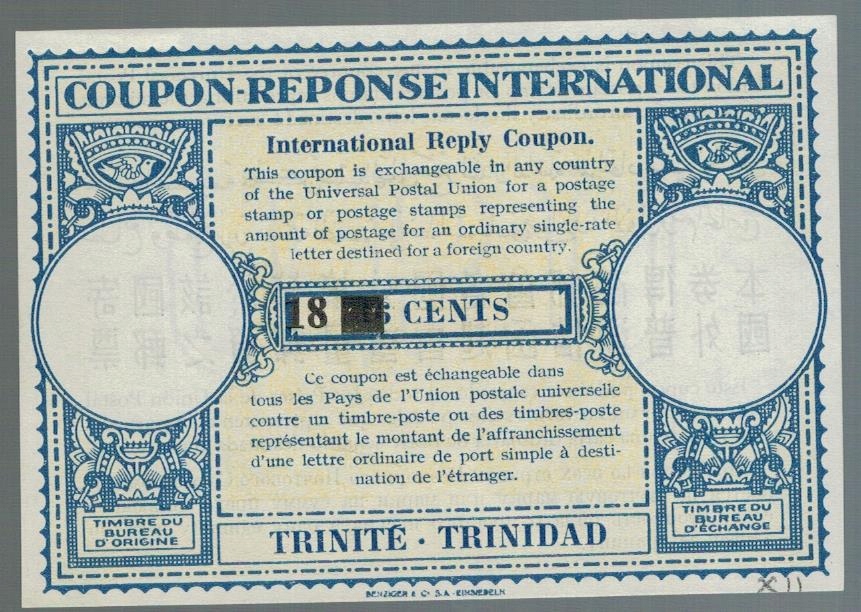 COUPON-REPONSE INTERNATIONAL
International Reply Coupon.
This coupon is exchangeable in any country
of the Universal Postal Union for a postage
stamp or postage stamps representing the
amount of postage for an ordinary single-rate
letter destined for a foreign country.
18 CENTS
Ce coupon est échangeable dans
tous les Pays de l'Union postale universelle
contre un timbre-poste ou des timbres-poste
représentant le montant de l'affranchissement
d'une lettre ordinaire de port simple à desti-
nation de l'étranger.
TIMBRE DU
BUREAU
D'ORIGINE
TIMBRE DU
BUREAU
D'ÉCHANGE
TRINITÉ · TRINIDAD
BENZIGER & Co S.A. EINSIEDELN